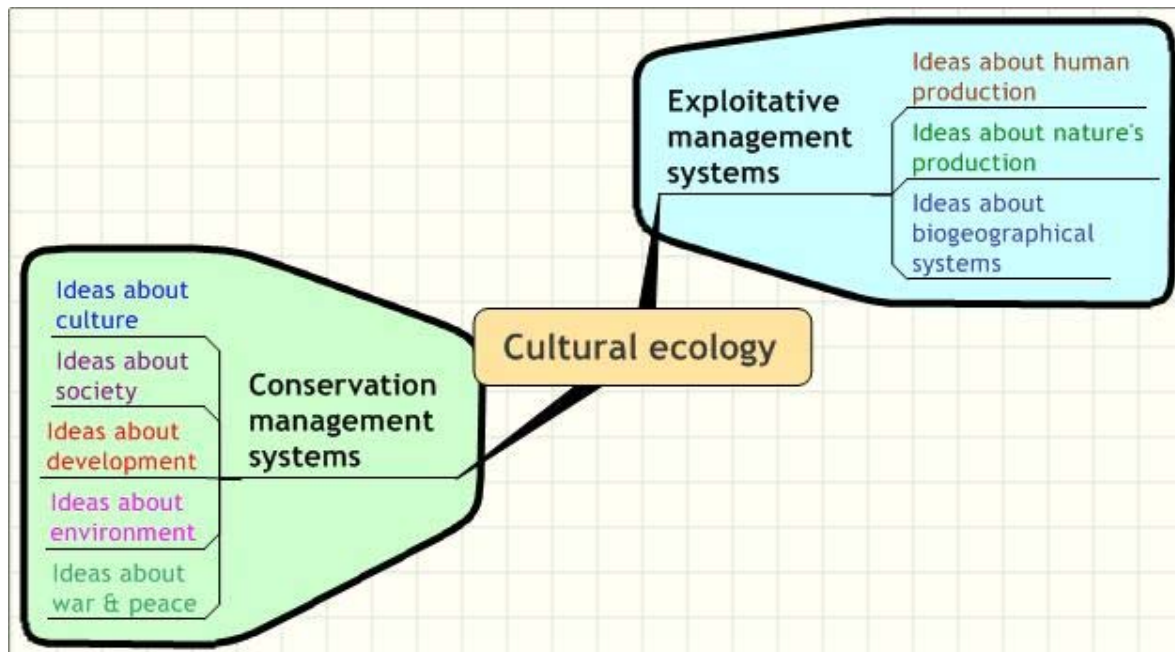 Cultural ecology
Exploitative
management
systems
Ideas about human
production
Ideas about nature's
production
Ideas about
biogeographical
systems
Conservation
management
systems
Ideas about
culture
Ideas about
society
Ideas about
development
Ideas about
environment
Ideas about
war & peace